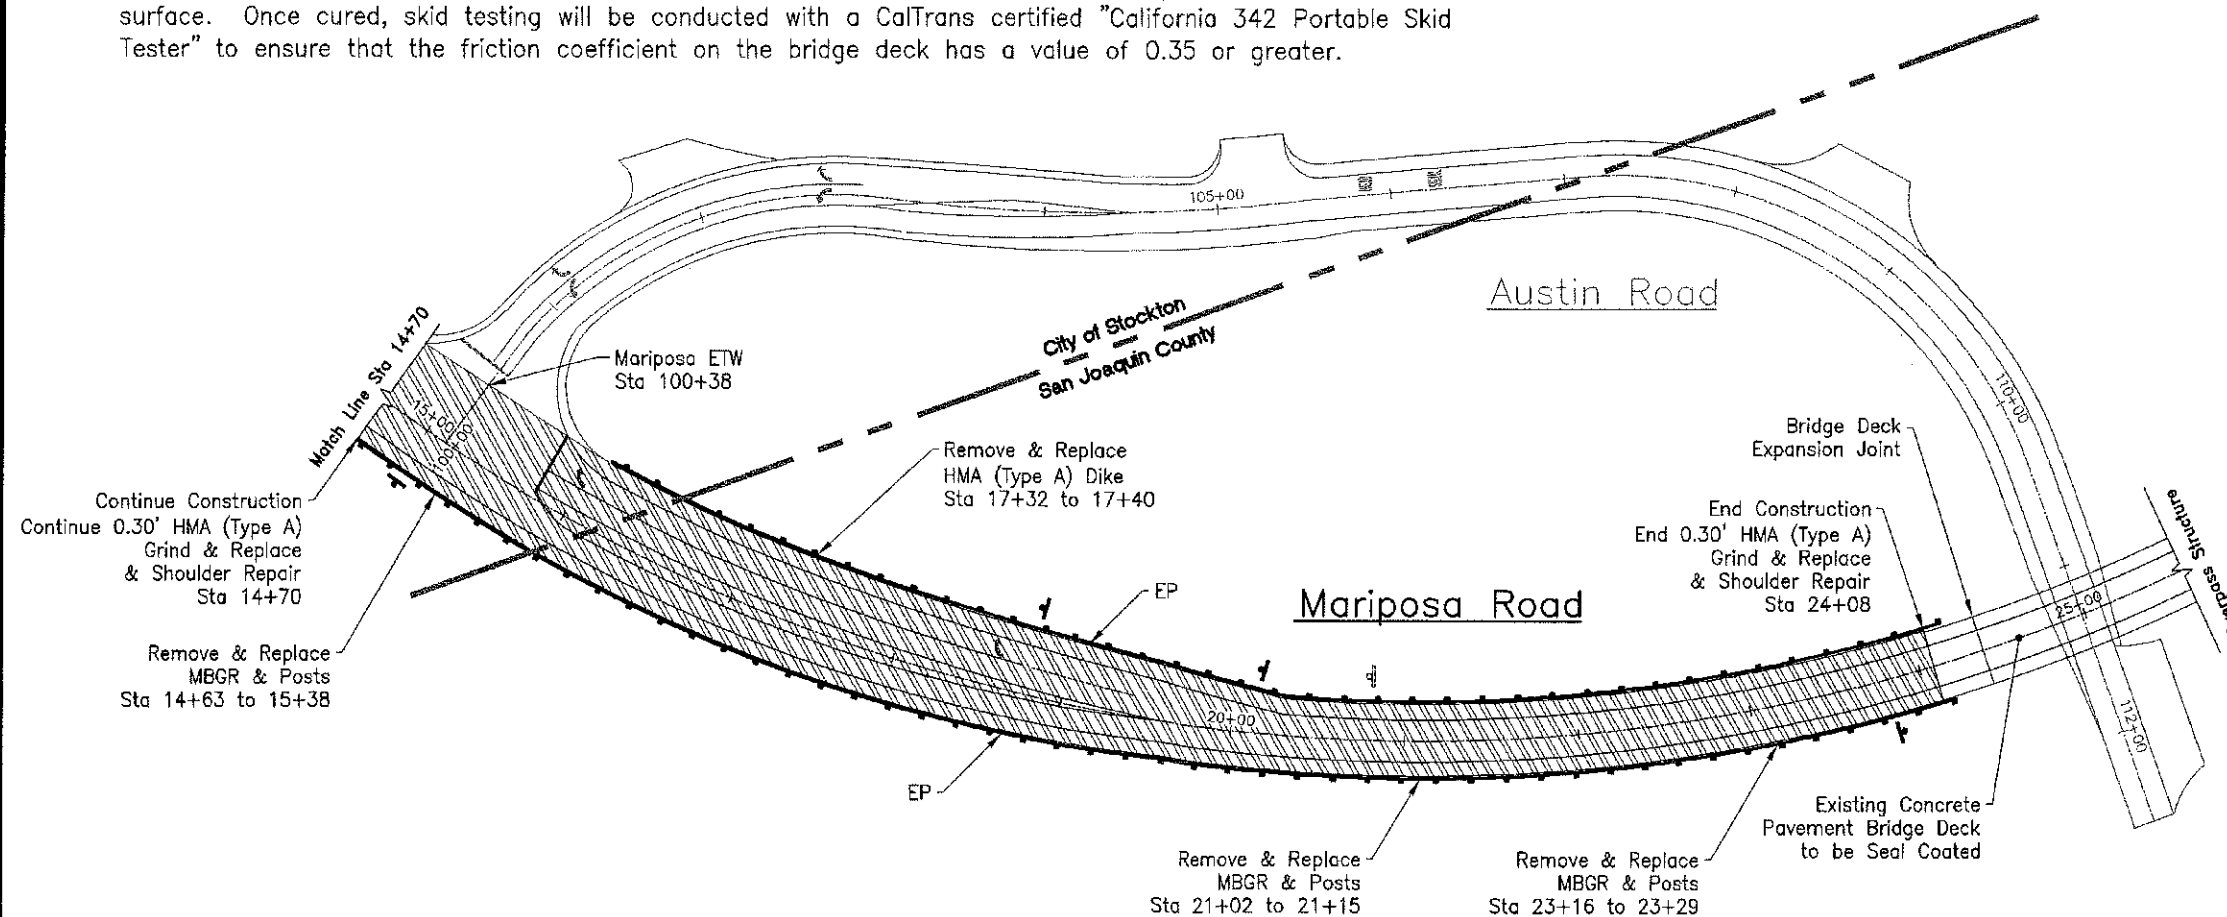 surface. Once cured, skid testing will be conducted with a CalTrans certified "California 342 Portable Skid
Tester" to ensure that the friction coefficient on the bridge deck has a value of 0.35 or greater.
105+00
Austin Road
City of Stockton
San Joaquin County
Match Line Sta 14+70
Mariposa ETW
Sta 100+38
15+00
100+00
110+00
Bridge Deck
Expansion Joint
Remove & Replace
HMA (Type A) Dike
Sta 17+32 to 17+40
Continue Construction
Continue 0.30' HMA (Type A)
Grind & Replace
& Shoulder Repair
Sta 14+70
End Construction
End 0.30' HMA (Type A)
Grind & Replace
& Shoulder Repair
Sta 24+08
Structure
EP
Mariposa Road
25+00
Remove & Replace
MBGR & Posts
Sta 14+63 to 15+38
20+00
112+00
EP
Existing Concrete
Pavement Bridge Deck
to be Seal Coated
Remove & Replace
MBGR & Posts
Sta 21+02 to 21+15
Remove & Replace
MBGR & Posts
Sta 23+16 to 23+29